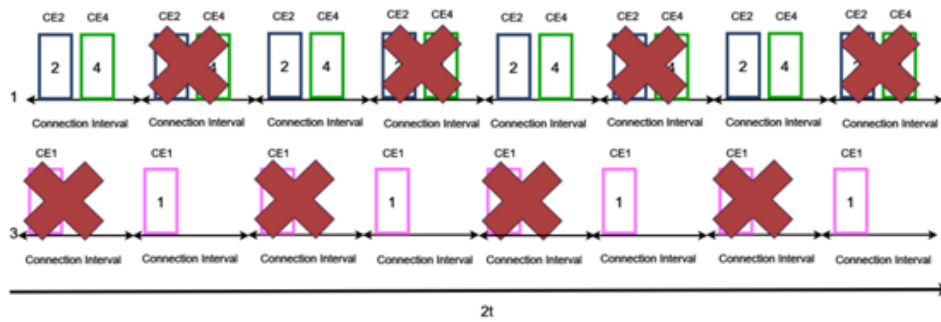 CE2 CE4 CE2 CE4 CE2 CE4 CE2 CE4 CE2 CE4 CE2 CE4 CE2 CE4 CE2 CE4
2 4 4 2 4 2 4 2 4
1
Connection Interval Connection Interval Connection Interval Connection Interval Connection Interval Connection Interval Connection Interval Connection Interval
CE1 CE1 CE1 CE1 CE1 CE1 CE1 CE1
1 1 1 1
3
Connection Interval Connection Interval Connection Interval Connection Interval Connection Interval Connection Interval Connection Interval Connection Interval
2t